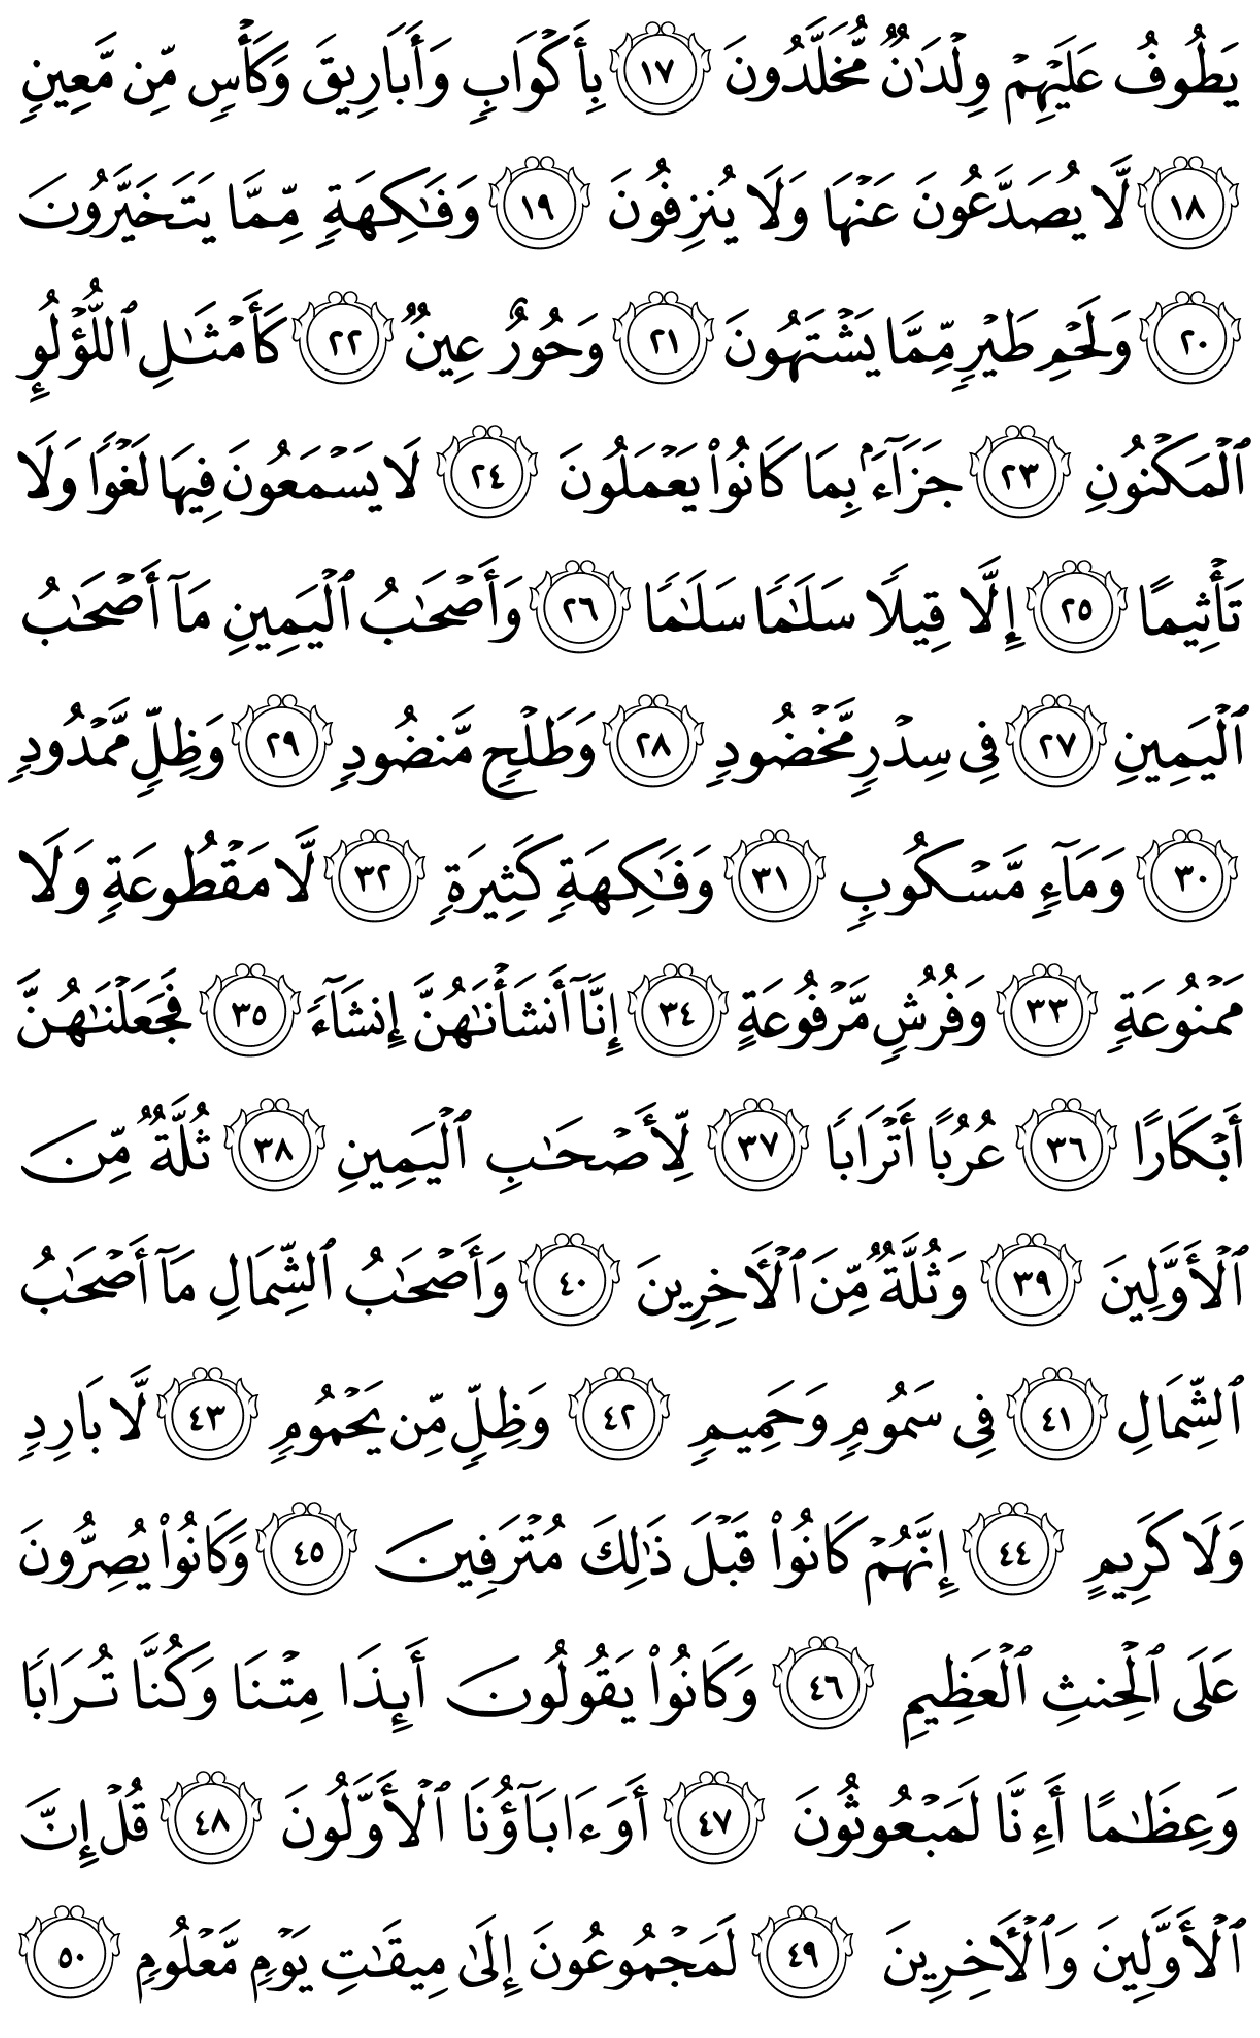 يَطُوفُ عَلَيْهِمْ وِلْدَٰنٌ مُّخَلَّدُونَ ١٧ بِأَكْوَابٍ وَأَبَارِيقَ وَكَأْسٍ مِّن مَّعِينٍ
١٨ لَّا يُصَدَّعُونَ عَنْهَا وَلَا يُنزِفُونَ ١٩ وَفَٰكِهَةٍ مِّمَّا يَتَخَيَّرُونَ
٢٠ وَلَحْمِ طَيْرٍ مِّمَّا يَشْتَهُونَ ٢١ وَحُورٌ عِينٌ ٢٢ كَأَمْثَٰلِ ٱللُّؤْلُوِٕ
ٱلْمَكْنُونِ ٢٣ جَزَآءًۢ بِمَا كَانُوا۟ يَعْمَلُونَ ٢٤ لَا يَسْمَعُونَ فِيهَا لَغْوًا وَلَا
تَأْثِيمًا ٢٥ إِلَّا قِيلًا سَلَٰمًا سَلَٰمًا ٢٦ وَأَصْحَٰبُ ٱلْيَمِينِ مَآ أَصْحَٰبُ
ٱلْيَمِينِ ٢٧ فِى سِدْرٍ مَّخْضُودٍ ٢٨ وَطَلْحٍ مَّنضُودٍ ٢٩ وَظِلٍّ مَّمْدُودٍ
٣٠ وَمَآءٍ مَّسْكُوبٍ ٣١ وَفَٰكِهَةٍ كَثِيرَةٍ ٣٢ لَّا مَقْطُوعَةٍ وَلَا
مَمْنُوعَةٍ ٣٣ وَفُرُشٍ مَّرْفُوعَةٍ ٣٤ إِنَّآ أَنشَأْنَٰهُنَّ إِنشَآءً ٣٥ فَجَعَلْنَٰهُنَّ
أَبْكَارًا ٣٦ عُرُبًا أَتْرَابًا ٣٧ لِّأَصْحَٰبِ ٱلْيَمِينِ ٣٨ ثُلَّةٌ مِّنَ
ٱلْأَوَّلِينَ ٣٩ وَثُلَّةٌ مِّنَ ٱلْـَٔاخِرِينَ ٤٠ وَأَصْحَٰبُ ٱلشِّمَالِ مَآ أَصْحَٰبُ
ٱلشِّمَالِ ٤١ فِى سَمُومٍ وَحَمِيمٍ ٤٢ وَظِلٍّ مِّن يَحْمُومٍ ٤٣ لَّا بَارِدٍ
وَلَا كَرِيمٍ ٤٤ إِنَّهُمْ كَانُوا۟ قَبْلَ ذَٰلِكَ مُتْرَفِينَ ٤٥ وَكَانُوا۟ يُصِرُّونَ
عَلَى ٱلْحِنثِ ٱلْعَظِيمِ ٤٦ وَكَانُوا۟ يَقُولُونَ أَئِذَا مِتْنَا وَكُنَّا تُرَابًا
وَعِظَٰمًا أَءِنَّا لَمَبْعُوثُونَ ٤٧ أَوَءَابَآؤُنَا ٱلْأَوَّلُونَ ٤٨ قُلْ إِنَّ
ٱلْأَوَّلِينَ وَٱلْـَٔاخِرِينَ ٤٩ لَمَجْمُوعُونَ إِلَىٰ مِيقَٰتِ يَوْمٍ مَّعْلُومٍ ٥٠